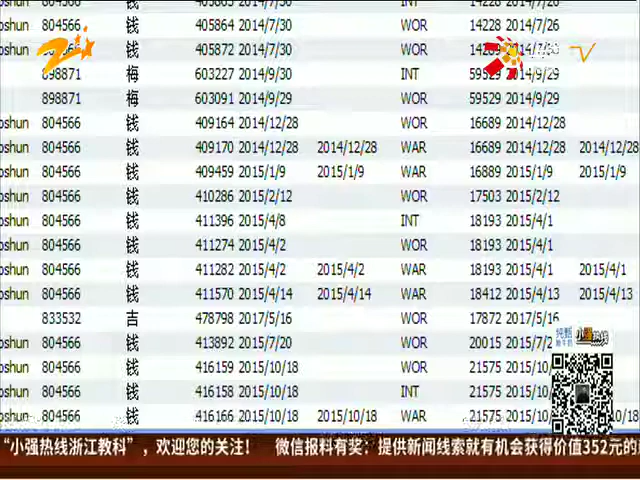 钱 405864 2014/7/30 WOR 14228 2014/7/26
oshun 钱 405872 2014/7/30 WOR
898871 梅 603227 2014/9/30 INT 2014/9/29
898871 梅 603091 2014/9/29 WOR 59529 2014/9/29
oshun 804566 钱 409164 2014/12/28 WOR 16689 2014/12/28
oshun 804566 钱 409170 2014/12/28 2014/12/28 WAR 16689 2014/12/28 2014/12/28
oshun 804566 钱 409459 2015/1/9 2015/1/9 WAR 16889 2015/1/9 2015/1/9
oshun 804566 钱 410286 2015/2/12 WOR 17503 2015/2/12
oshun 804566 钱 411396 2015/4/8 INT 18193 2015/4/1
oshun 804566 钱 411274 2015/4/2 WOR 18193 2015/4/1
oshun 804566 钱 411282 2015/4/2 2015/4/2 WAR 18193 2015/4/1 2015/4/1
oshun 804566 钱 411570 2015/4/14 2015/4/14 WAR 18412 2015/4/13 2015/4/13
833532 吉 478798 2017/5/16 WOR 17872 2017/5/16
oshun 804566 钱 413892 2015/7/20 WOR 20015 2015/7/2
oshun 804566 钱 416159 2015/10/18 WOR 21575 2015/10/
oshun 804566 钱 416158 2015/10/18 INT 21575 2015/10/
oshun 804566 钱 416166 2015/10/18 2015/10/18 WAR 21575 2015/10/ /18
小强热线
“小强热线浙江教科”，欢迎您的关注！ 微信报料有奖：提供新闻线索就有机会获得价值352元的